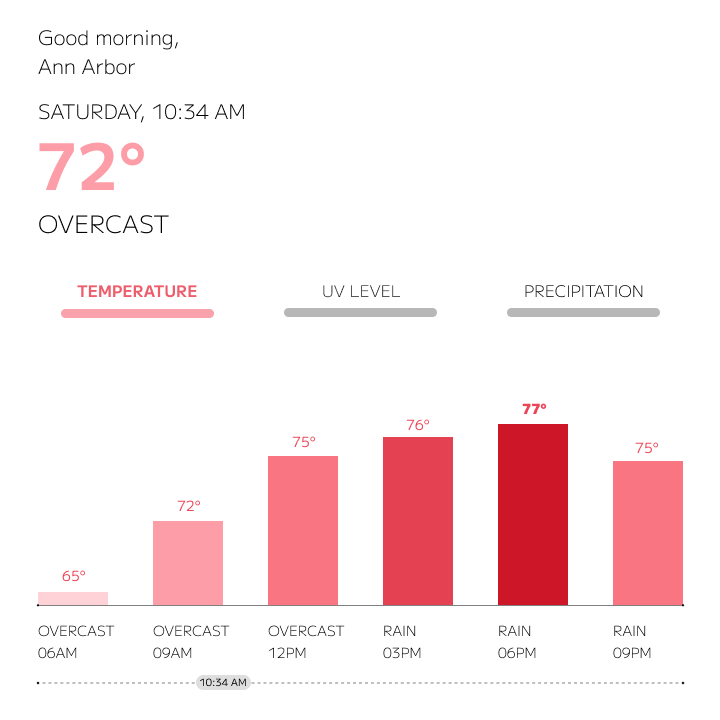 Good morning,
Ann Arbor
SATURDAY, 10:34 AM
72°
OVERCAST
TEMPERATURE
UV LEVEL
PRECIPITATION
65°
72°
75°
76°
77°
75°
OVERCAST
06AM
OVERCAST
09AM
OVERCAST
12PM
RAIN
03PM
RAIN
06PM
RAIN
09PM
10:34 AM